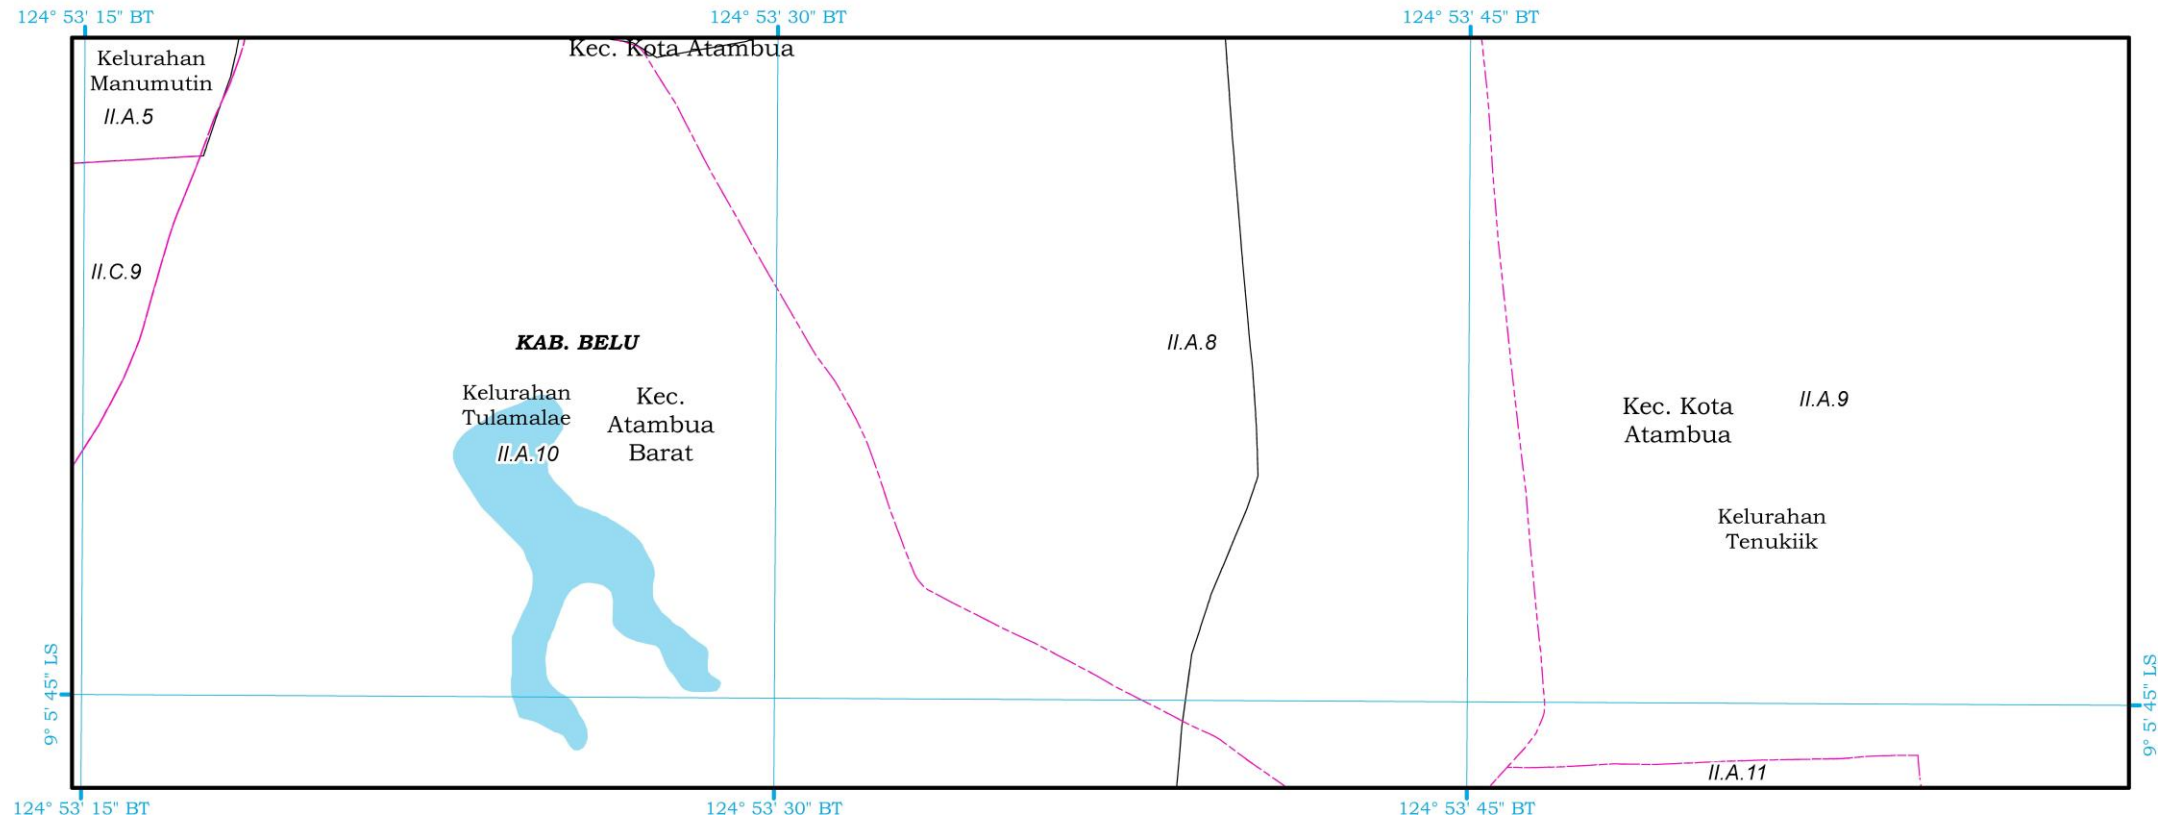 124° 53' 15" BT
124° 53' 30" BT
124° 53' 45" BT
Kec. Kota Atambua
Kelurahan
Manumutin
II.A.5
II.C.9
KAB. BELU
II.A.8
Kelurahan
Tulamalae
II.A.10
Kec.
Atambua
Barat
Kec. Kota
Atambua
II.A.9
Kelurahan
Tenukiik
9° 5' 45" LS
9° 5' 45" LS
II.A.11
124° 53' 15" BT
124° 53' 30" BT
124° 53' 45" BT